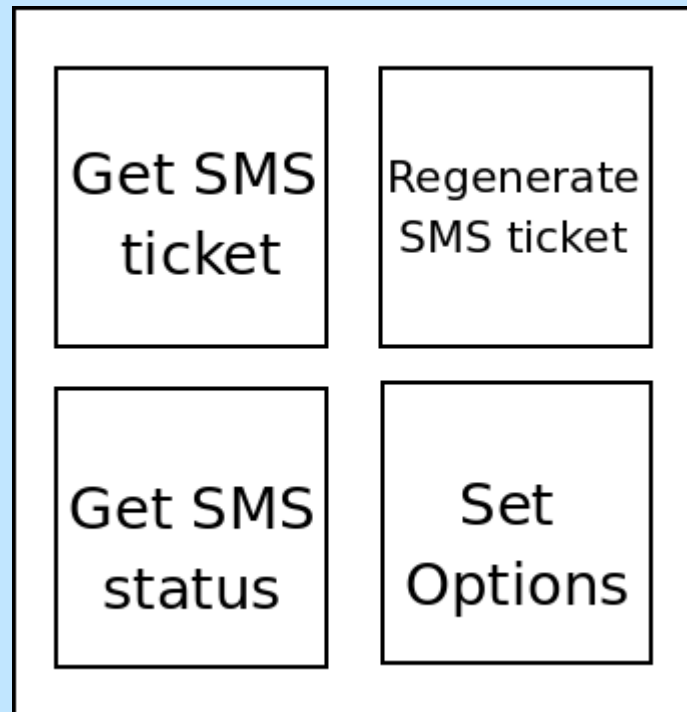 Get SMS
ticket
Regenerate
SMS ticket
Get SMS
status
Set
Options